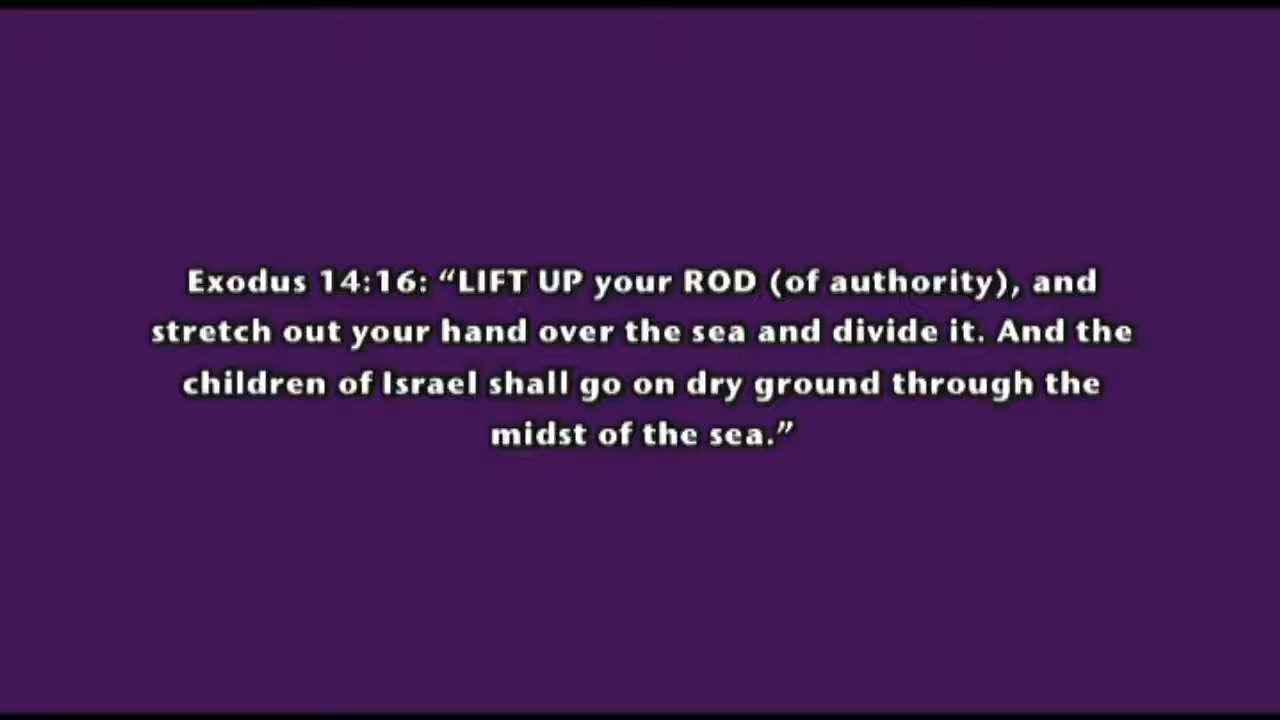 Exodus 14:16: “LIFT UP your ROD (of authority), and
stretch out your hand over the sea and divide it. And the
children of Israel shall go on dry ground through the
midst of the sea.”